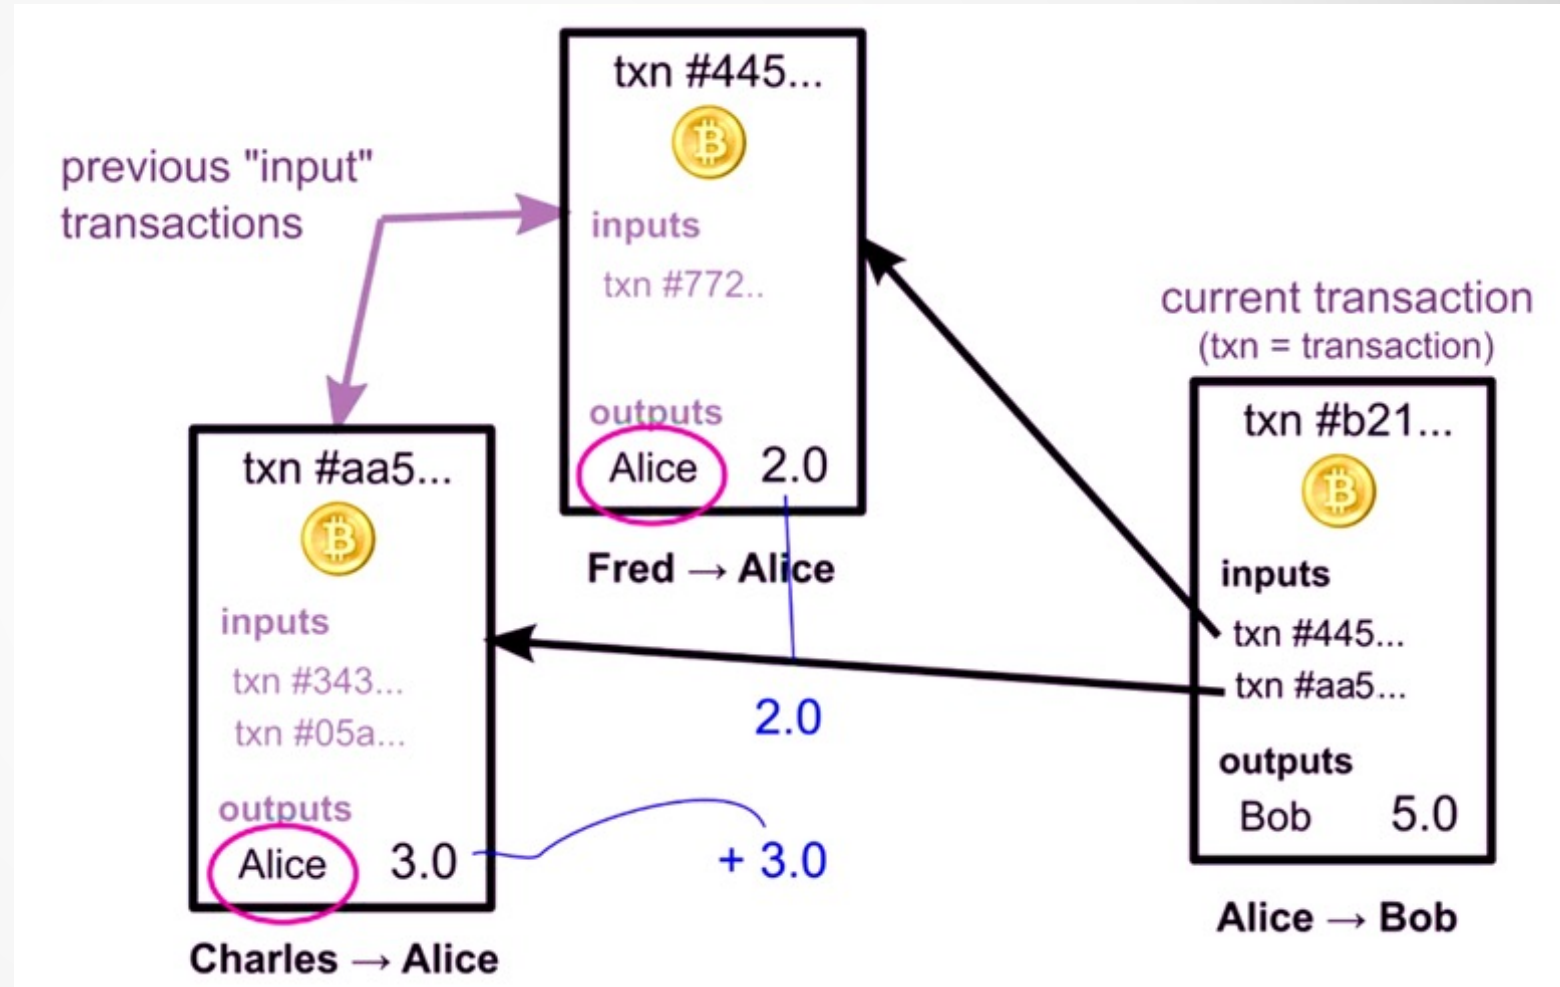 previous "input"
transactions
txn #445...
inputs
txn #772..
outputs
Alice 2.0
Fred → Alice
txn #aa5...
inputs
txn #343...
txn #05a...
outputs
Alice 3.0
Charles → Alice
2.0
+ 3.0
current transaction
(txn = transaction)
txn #b21...
inputs
txn #445...
txn #aa5...
outputs
Bob 5.0
Alice → Bob